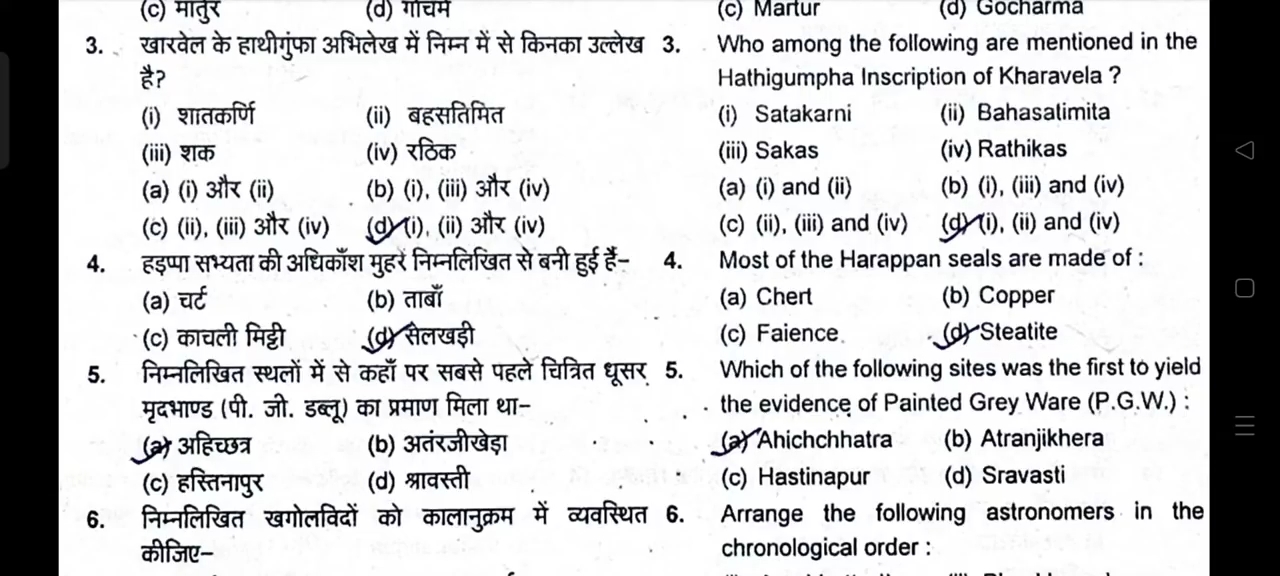 (c) मातुर (d) गोचर्म
3. खारवेल के हाथीगुंफा अभिलेख में निम्न में से किनका उल्लेख
है?
(i) शातकर्णि (ii) बहसतिमित
(iii) शक (iv) रठिक
(a) (i) और (ii) (b) (i), (iii) और (iv)
(c) (ii), (iii) और (iv) (d) (i), (ii) और (iv)
4. हड़प्पा सभ्यता की अधिकाँश मुहरें निम्नलिखित से बनी हुई हैं–
(a) चर्ट (b) ताबाँ
(c) काचली मिट्टी (d) सेलखड़ी
5. निम्नलिखित स्थलों में से कहाँ पर सबसे पहले चित्रित धूसर
मृदभाण्ड (पी. जी. डब्लू) का प्रमाण मिला था–
(a) अहिच्छत्र (b) अतंरजीखेड़ा
(c) हस्तिनापुर (d) श्रावस्ती
6. निम्नलिखित खगोलविदों को कालानुक्रम में व्यवस्थित
कीजिए–
(c) Martur (d) Gocharma
3. Who among the following are mentioned in the
Hathigumpha Inscription of Kharavela ?
(i) Satakarni (ii) Bahasatimita
(iii) Sakas (iv) Rathikas
(a) (i) and (ii) (b) (i), (iii) and (iv)
(c) (ii), (iii) and (iv) (d) (i), (ii) and (iv)
4. Most of the Harappan seals are made of :
(a) Chert (b) Copper
(c) Faience (d) Steatite
5. Which of the following sites was the first to yield
the evidence of Painted Grey Ware (P.G.W.) :
(a) Ahichchhatra (b) Atranjikhera
(c) Hastinapur (d) Sravasti
6. Arrange the following astronomers in the
chronological order :